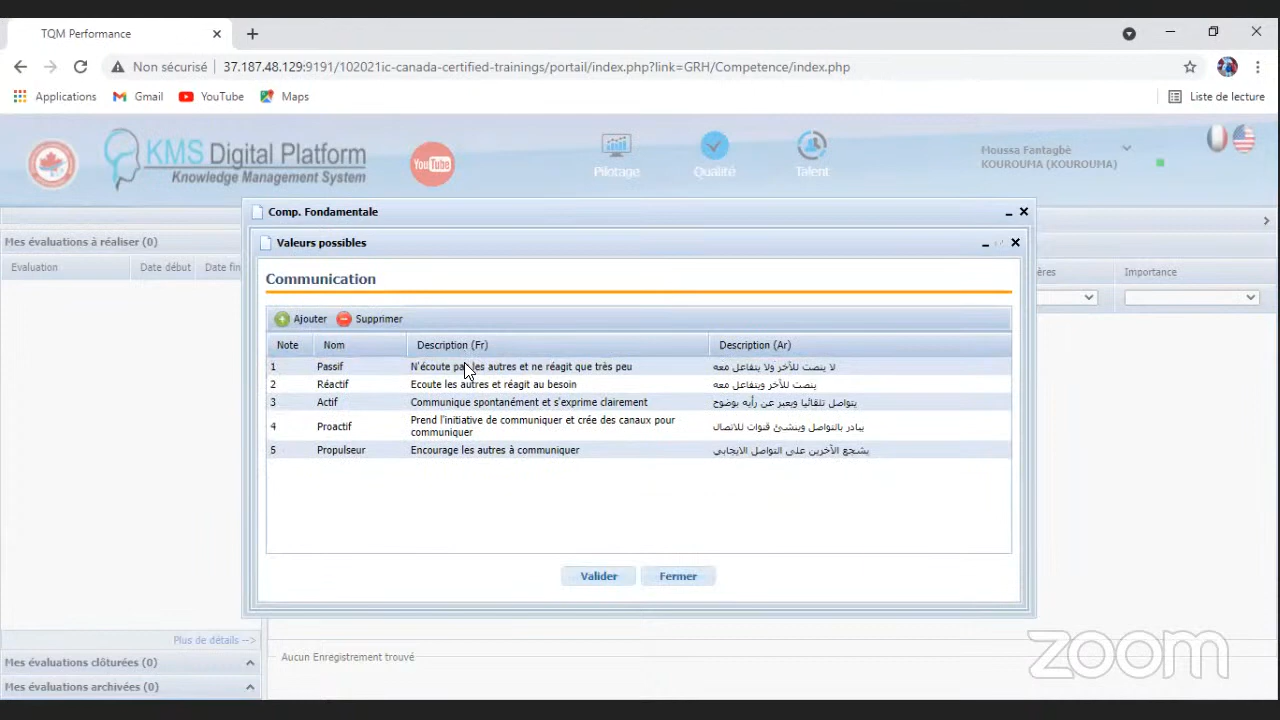 TQM Performance
Non sécurisé 37.187.48.129:9191/102021ic-canada-certified-trainings/portail/index.php?link=GRH/Competence/index.php
Applications Gmail YouTube Maps Liste de lecture
KMS Digital Platform
Knowledge Management System
YouTube
Pilotage Qualité Talent
Moussa Fantagbè
KOUROUMA (KOUROUMA)
Comp. Fondamentale
Mes évaluations à réaliser (0)
Valeurs possibles
Evaluation Date début Date fin
ères Importance
Communication
Ajouter Supprimer
Note Nom Description (Fr) Description (Ar)
1 Passif N'écoute pas les autres et ne réagit que très peu لا ينصت للآخر ولا يتفاعل معه
2 Réactif Ecoute les autres et réagit au besoin ينصت للآخر ويتفاعل معه
3 Actif Communique spontanément et s'exprime clairement يتواصل تلقائيا ويعبر عن رأيه بوضوح
4 Proactif Prend l'initiative de communiquer et crée des canaux pour communiquer يبادر بالتواصل وينشئ قنوات للاتصال
5 Propulseur Encourage les autres à communiquer يشجع الآخرين على التواصل الايجابي
Valider Fermer
Plus de détails -->
Aucun Enregistrement trouvé
Mes évaluations clôturées (0)
Mes évaluations archivées (0)
zoom